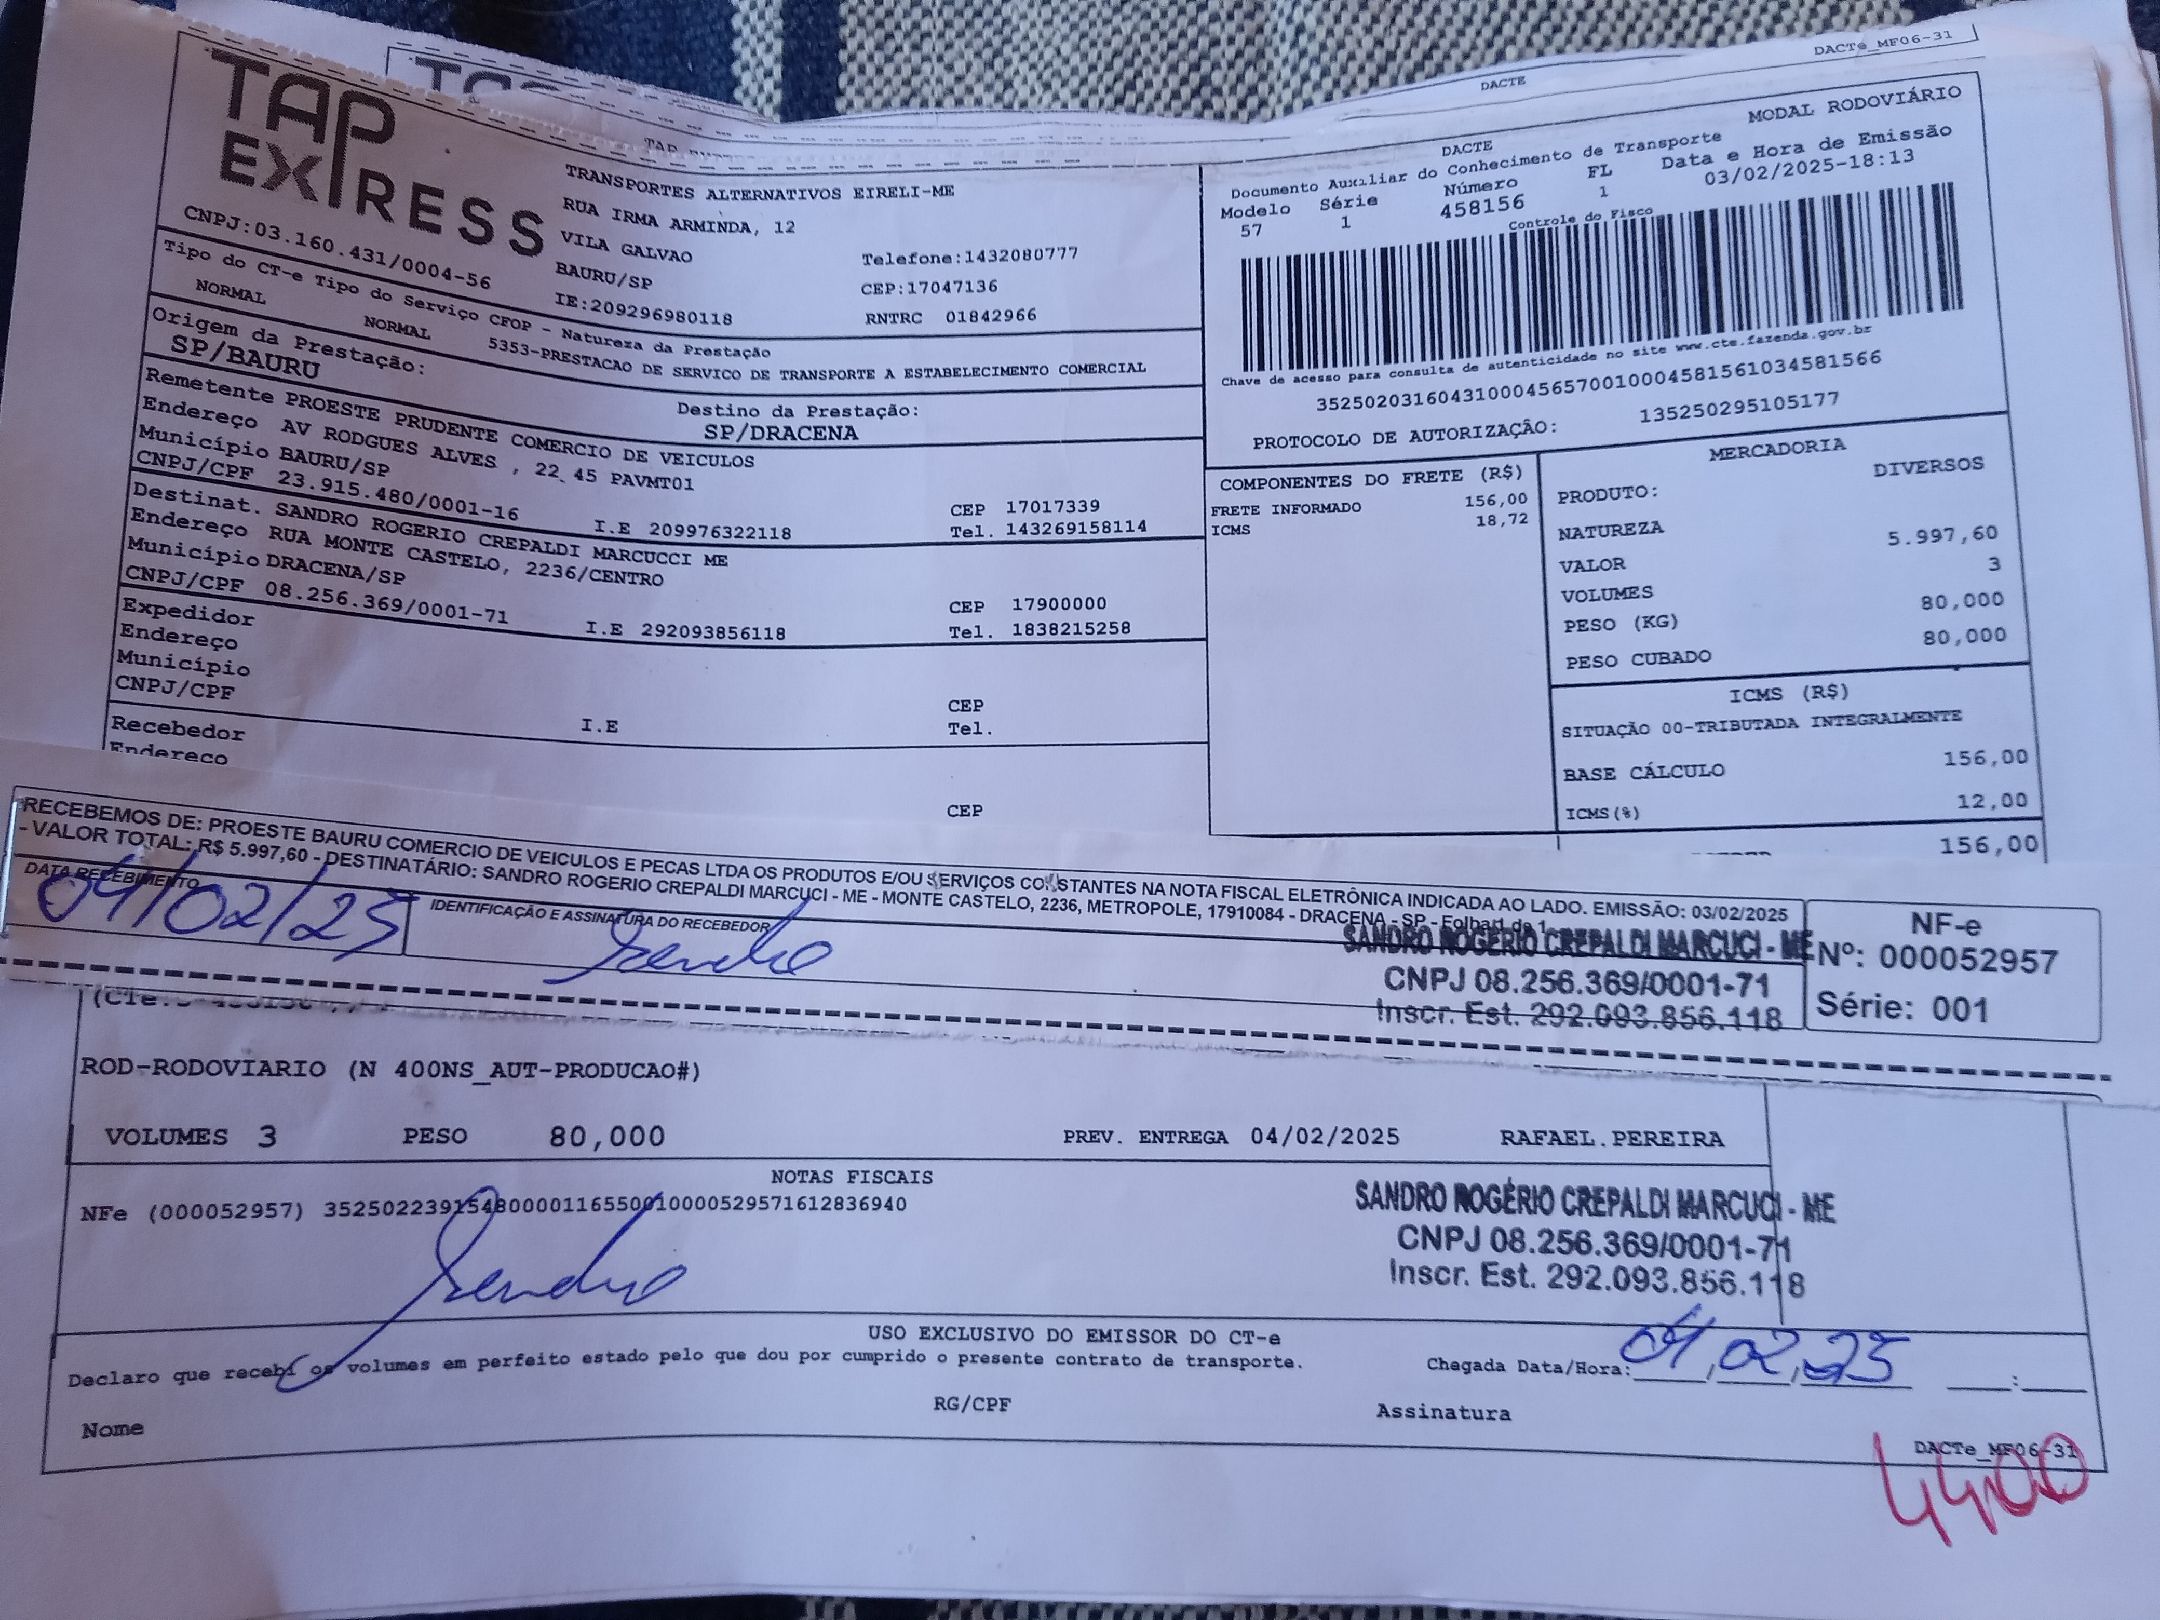 DACTe_MF06-31
DACTE
TAP
EXPRESS
CNPJ:03.160.431/0004-56
TRANSPORTES ALTERNATIVOS EIRELI-ME
RUA IRMA ARMINDA, 12
VILA GALVAO
BAURU/SP
IE:209296980118
Telefone:1432080777
CEP:17047136
RNTRC 01842966
DACTE
MODAL RODOVIÁRIO
Documento Auxiliar do Conhecimento de Transporte
Modelo Série Número FL Data e Hora de Emissão
57 1 458156 1 03/02/2025-18:13
Controle do Fisco
Chave de acesso para consulta de autenticidade no site www.cte.fazenda.gov.br
35250203160431000456570010004581561034581566
PROTOCOLO DE AUTORIZAÇÃO: 135250295105177
Tipo do CT-e Tipo do Serviço CFOP - Natureza da Prestação
NORMAL NORMAL 5353-PRESTACAO DE SERVICO DE TRANSPORTE A ESTABELECIMENTO COMERCIAL
Origem da Prestação: Destino da Prestação:
SP/BAURU SP/DRACENA
Remetente PROESTE PRUDENTE COMERCIO DE VEICULOS
Endereço AV RODGUES ALVES , 22 45 PAVMT01
Município BAURU/SP CEP 17017339
CNPJ/CPF 23.915.480/0001-16 I.E 209976322118 Tel. 143269158114
Destinat. SANDRO ROGERIO CREPALDI MARCUCCI ME
Endereço RUA MONTE CASTELO, 2236/CENTRO
Município DRACENA/SP CEP 17900000
CNPJ/CPF 08.256.369/0001-71 I.E 292093856118 Tel. 1838215258
Expedidor
Endereço
Município CEP
CNPJ/CPF I.E Tel.
Recebedor
Endereço
CEP
COMPONENTES DO FRETE (R$)
FRETE INFORMADO 156,00
ICMS 18,72
MERCADORIA
PRODUTO: DIVERSOS
NATUREZA
VALOR 5.997,60
VOLUMES 3
PESO (KG) 80,000
PESO CUBADO 80,000
ICMS (R$)
SITUAÇÃO 00-TRIBUTADA INTEGRALMENTE
BASE CÁLCULO 156,00
ICMS(%) 12,00
156,00
RECEBEMOS DE: PROESTE BAURU COMERCIO DE VEICULOS E PECAS LTDA OS PRODUTOS E/OU SERVIÇOS CONSTANTES NA NOTA FISCAL ELETRÔNICA INDICADA AO LADO. EMISSÃO: 03/02/2025
- VALOR TOTAL: R$ 5.997,60 - DESTINATÁRIO: SANDRO ROGERIO CREPALDI MARCUCI - ME - MONTE CASTELO, 2236, METROPOLE, 17910084 - DRACENA - SP - Folhart de 1
DATA RECEBIMENTO IDENTIFICAÇÃO E ASSINATURA DO RECEBEDOR
04/02/25 Sandro
SANDRO ROGÉRIO CREPALDI MARCUCI - ME
CNPJ 08.256.369/0001-71
Inscr. Est. 292.093.856.118
NF-e
Nº: 000052957
Série: 001
ROD-RODOVIARIO (N 400NS_AUT-PRODUCAO#)
VOLUMES 3 PESO 80,000 PREV. ENTREGA 04/02/2025 RAFAEL.PEREIRA
NOTAS FISCAIS
NFe (000052957) 35250223915480000116550010000529571612836940
Sandro
SANDRO ROGÉRIO CREPALDI MARCUCI - ME
CNPJ 08.256.369/0001-71
Inscr. Est. 292.093.856.118
USO EXCLUSIVO DO EMISSOR DO CT-e
Declaro que recebi os volumes em perfeito estado pelo que dou por cumprido o presente contrato de transporte. Chegada Data/Hora: 04,02,25 :
Nome RG/CPF Assinatura
DACTe_MF06-31
44,00